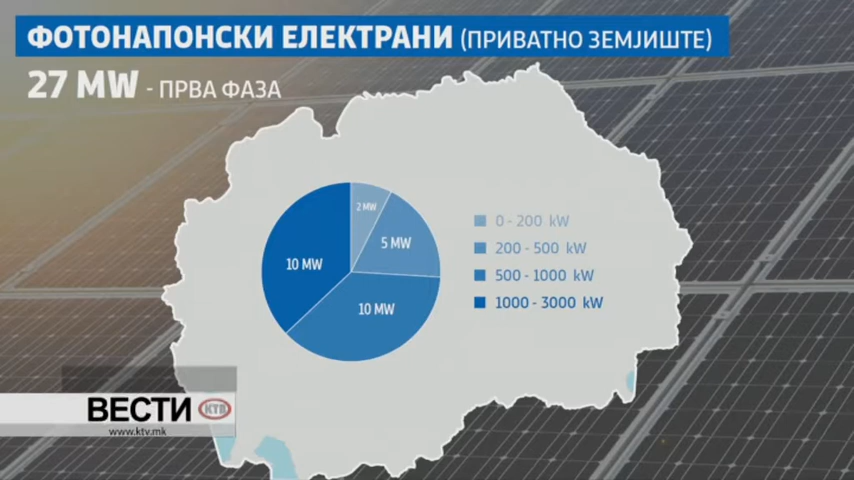 ФОТОНАПОНСКИ ЕЛЕКТРАНИ (ПРИВАТНО ЗЕМЈИШТЕ)
27 MW - ПРВА ФАЗА
2 MW
5 MW
10 MW
10 MW
0 - 200 kW
200 - 500 kW
500 - 1000 kW
1000 - 3000 kW
ВЕСТИ КТВ
www.ktv.mk